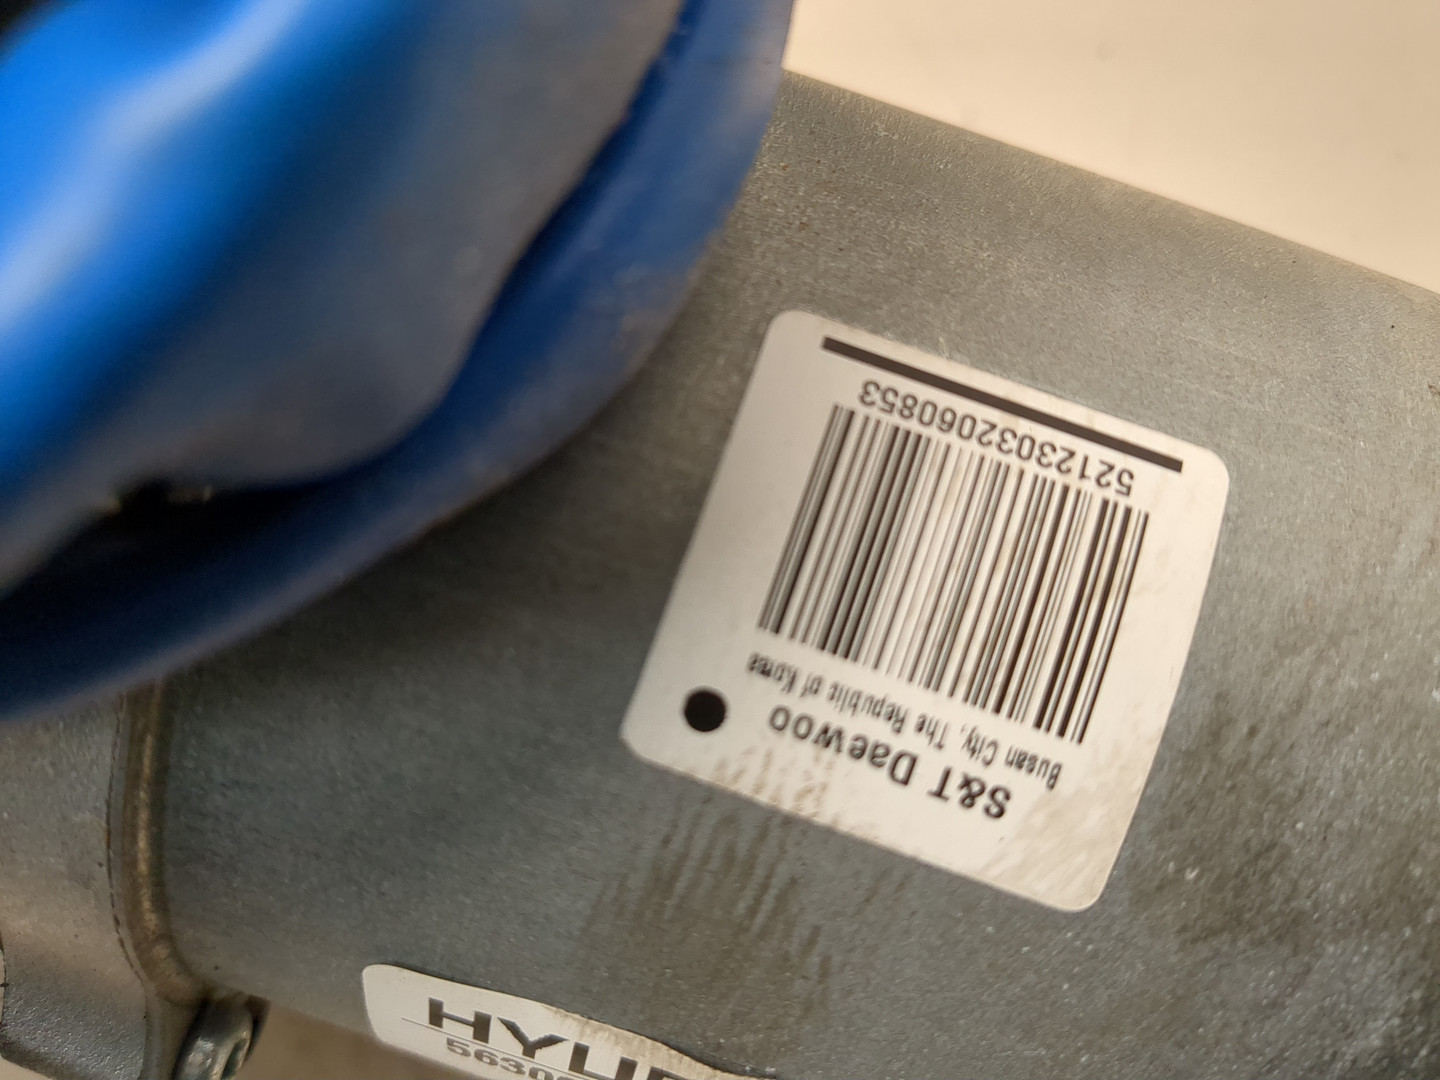 S&T Daewoo
Busan City, The Republic of Korea
52123032060853
HYU
5630